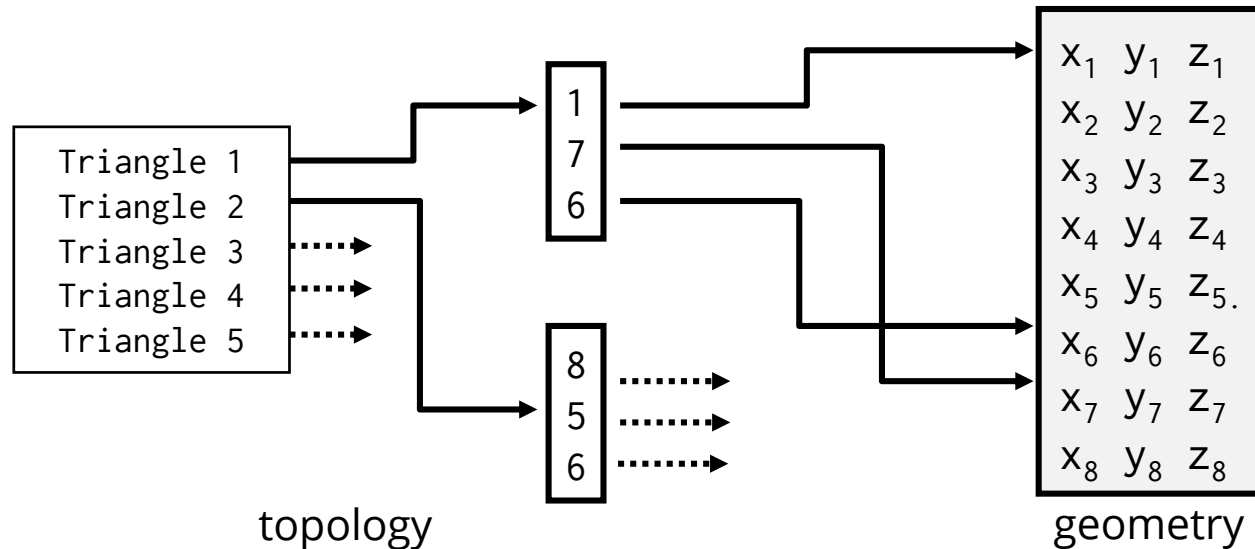 Triangle 1
Triangle 2
Triangle 3
Triangle 4
Triangle 5
1
7
6
8
5
6
topology
x₁ y₁ z₁
x₂ y₂ z₂
x₃ y₃ z₃
x₄ y₄ z₄
x₅ y₅ z₅.
x₆ y₆ z₆
x₇ y₇ z₇
x₈ y₈ z₈
geometry